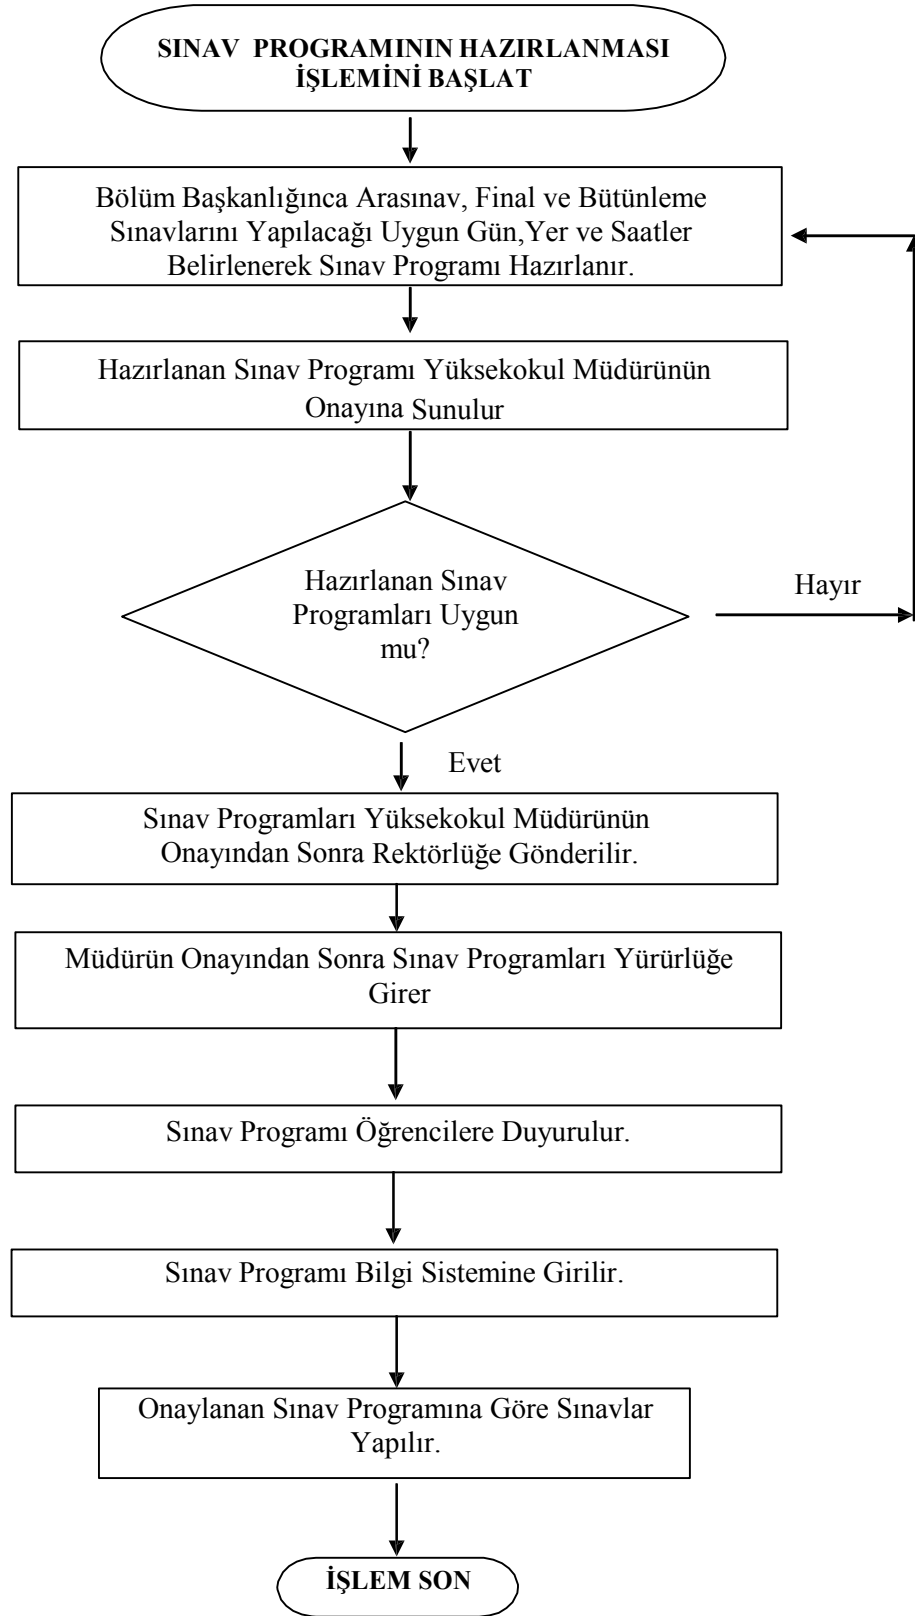 SINAV PROGRAMININ HAZIRLANMASI
İŞLEMİNİ BAŞLAT
Bölüm Başkanlığınca Arasınav, Final ve Bütünleme
Sınavlarını Yapılacağı Uygun Gün,Yer ve Saatler
Belirlenerek Sınav Programı Hazırlanır.
Hazırlanan Sınav Programı Yüksekokul Müdürünün
Onayına Sunulur
Hazırlanan Sınav
Programları Uygun
mu?
Hayır
Evet
Sınav Programları Yüksekokul Müdürünün
Onayından Sonra Rektörlüğe Gönderilir.
Müdürün Onayından Sonra Sınav Programları Yürürlüğe
Girer
Sınav Programı Öğrencilere Duyurulur.
Sınav Programı Bilgi Sistemine Girilir.
Onaylanan Sınav Programına Göre Sınavlar
Yapılır.
İŞLEM SON